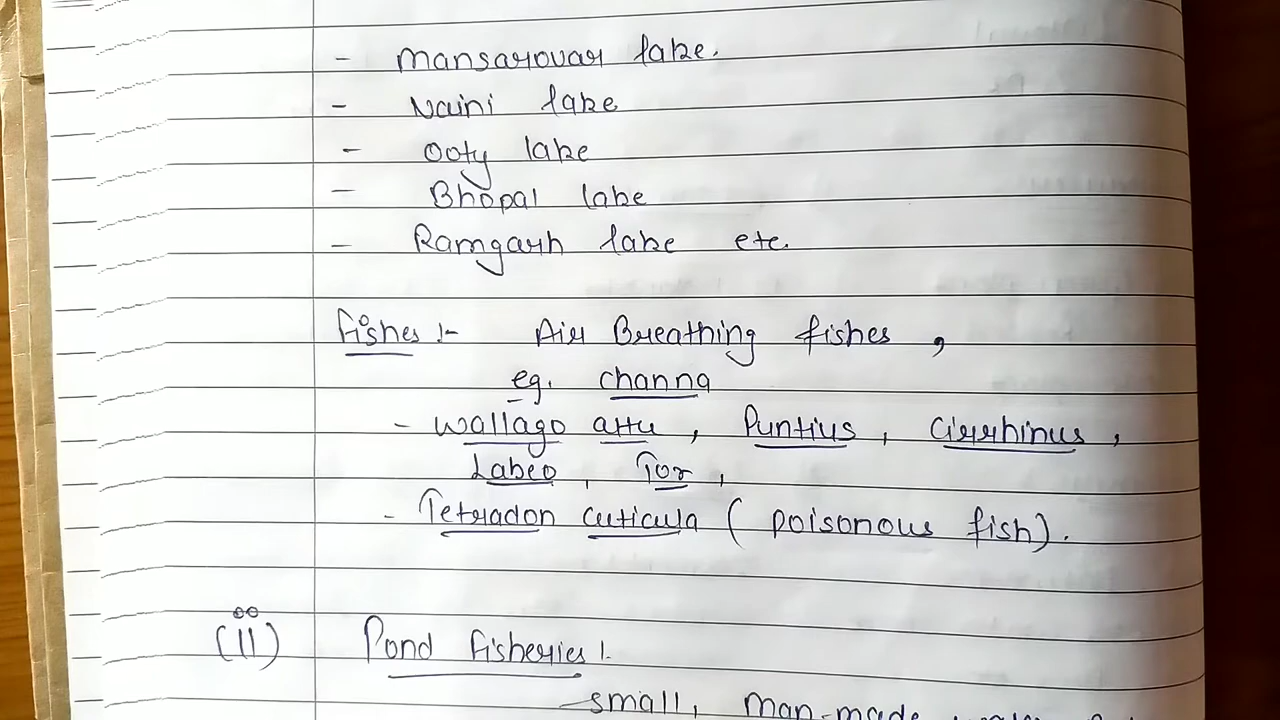 - Mansarovar lake.
- Naini lake
- Ooty lake
- Bhopal lake
- Ramgarh lake etc.
Fishes :- Air Breathing fishes ,
eg. channa
- Wallago attu , Puntius , Cirrhinus ,
Labeo , Tor ,
- Tetradon cuticula ( poisonous fish).
(ii) Pond Fisheries :-
small, man-made